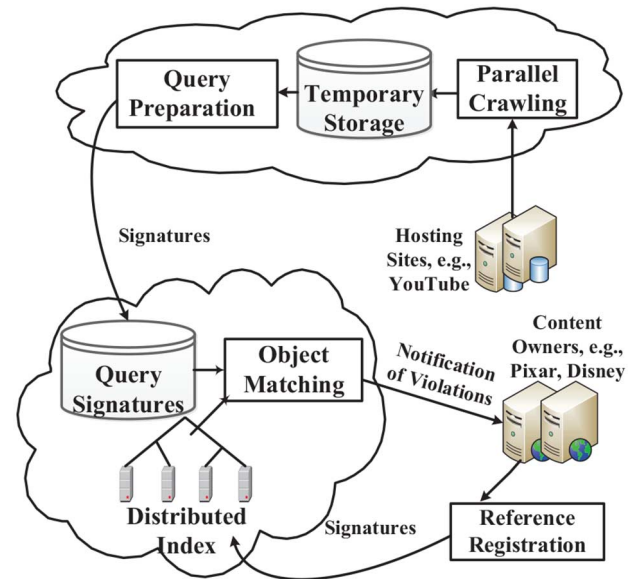 Query
Preparation
Temporary
Storage
Parallel
Crawling
Signatures
Hosting
Sites, e.g.,
YouTube
Query
Signatures
Object
Matching
Notification
of Violations
Content
Owners, e.g.,
Pixar, Disney
Distributed
Index
Signatures
Reference
Registration